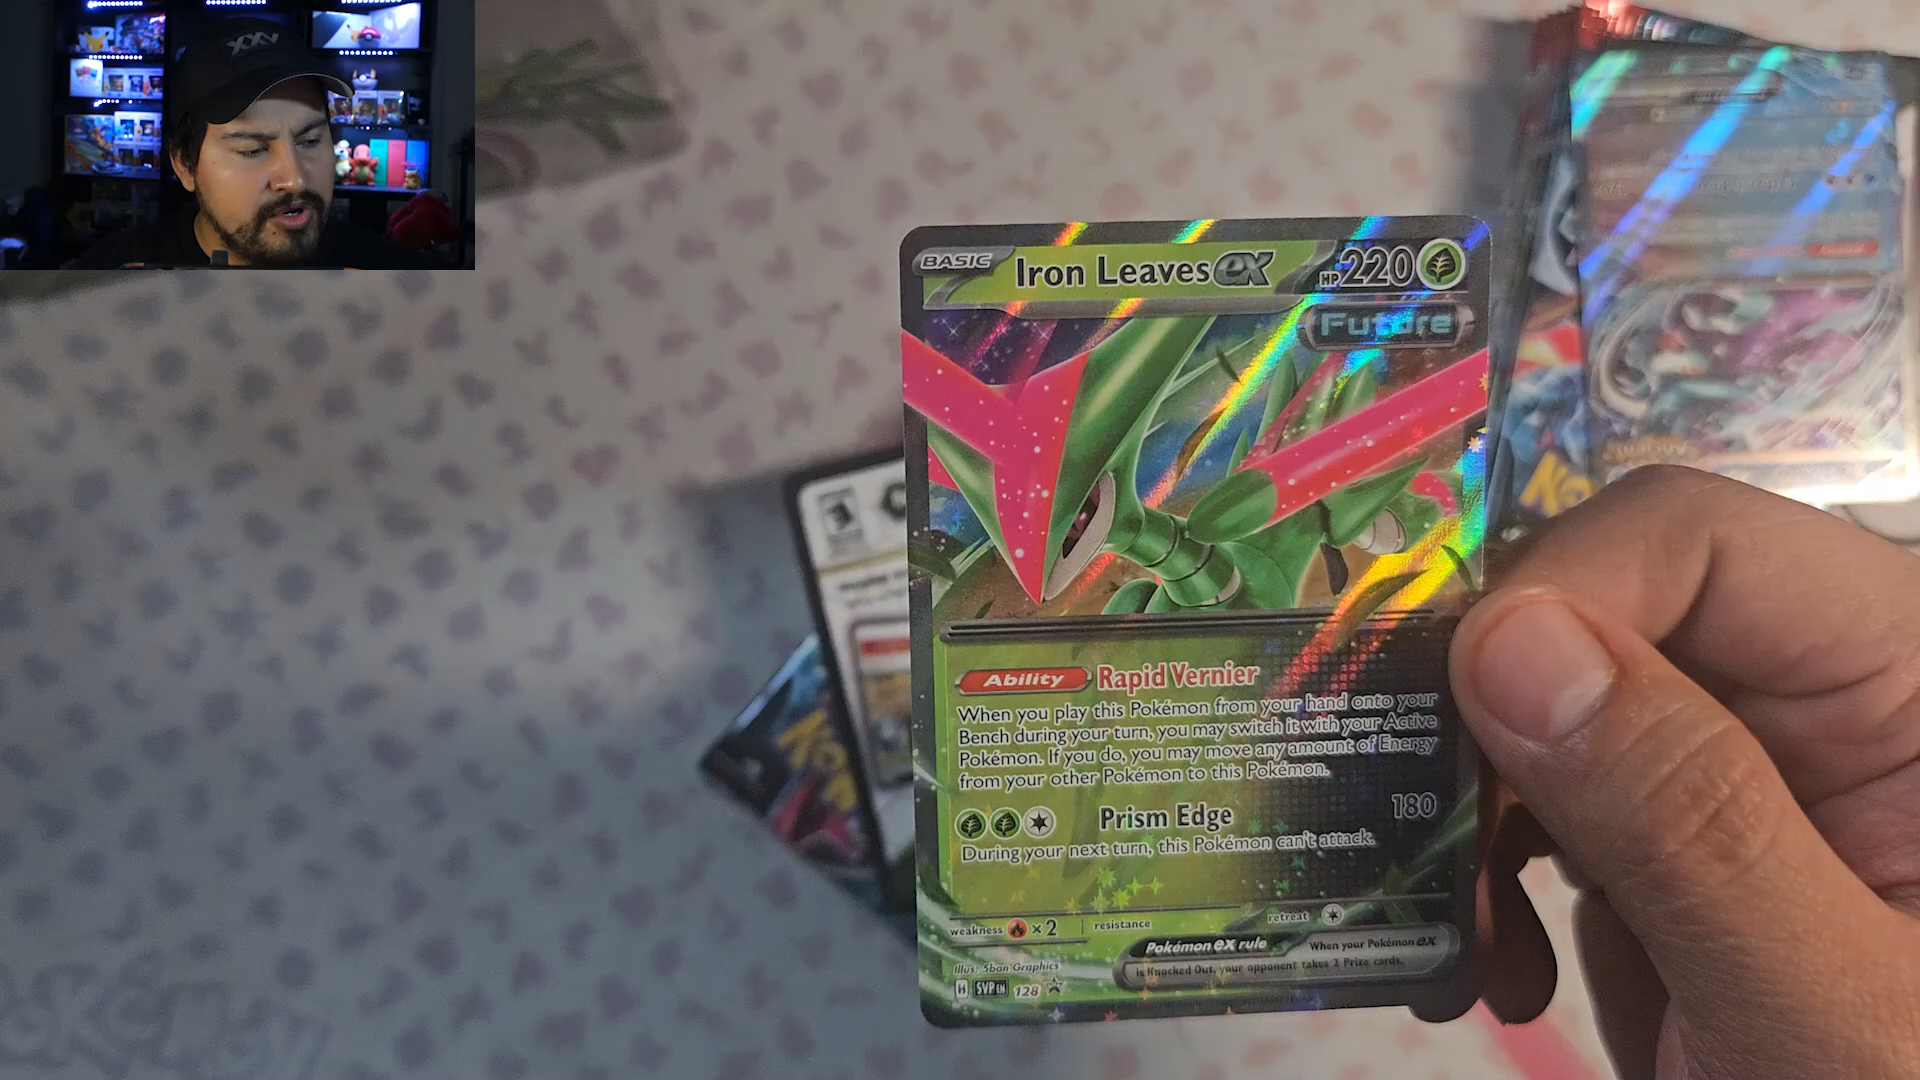 XXV
BASIC Iron Leaves ex HP 220
Future
Ability Rapid Vernier
When you play this Pokémon from your hand onto your
Bench during your turn, you may switch it with your Active
Pokémon. If you do, you may move any amount of Energy
from your other Pokémon to this Pokémon.
Prism Edge 180
During your next turn, this Pokémon can't attack.
weakness ×2 resistance retreat
Pokémon ex rule When your Pokémon ex
is Knocked Out, your opponent takes 2 Prize cards.
Illus. 5ban Graphics
H SVP EN 128